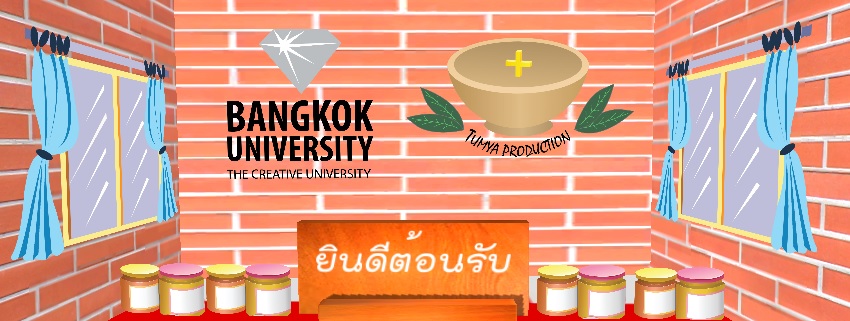 BANGKOK
UNIVERSITY
THE CREATIVE UNIVERSITY
TUMYA PRODUCTION
ยินดีต้อนรับ